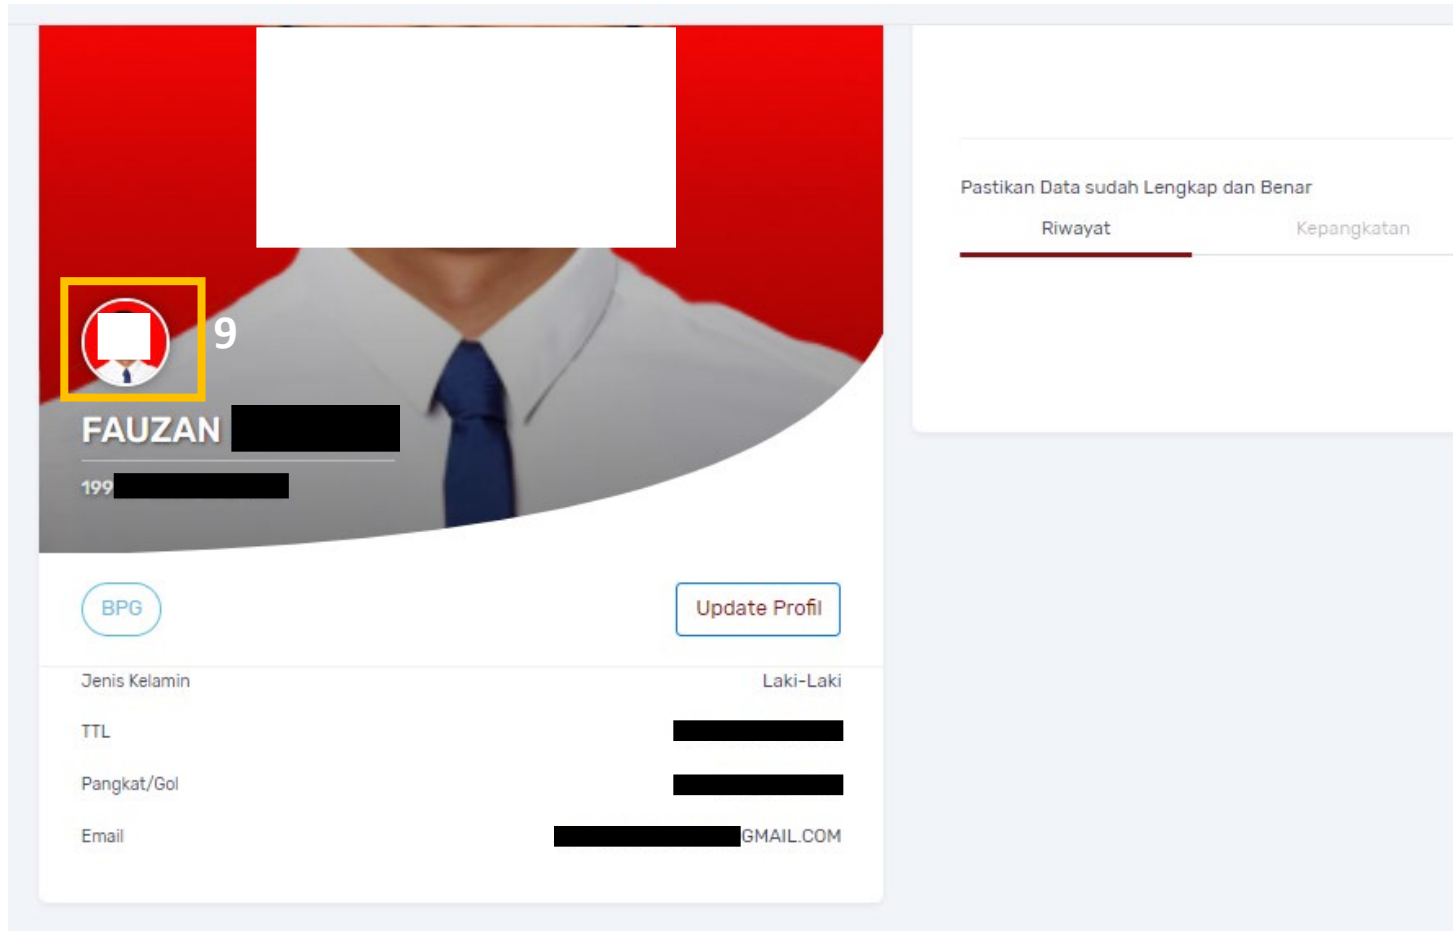 9
FAUZAN
199
BPG
Update Profil
Jenis Kelamin Laki-Laki
TTL
Pangkat/Gol
Email GMAIL.COM
Pastikan Data sudah Lengkap dan Benar
Riwayat Kepangkatan